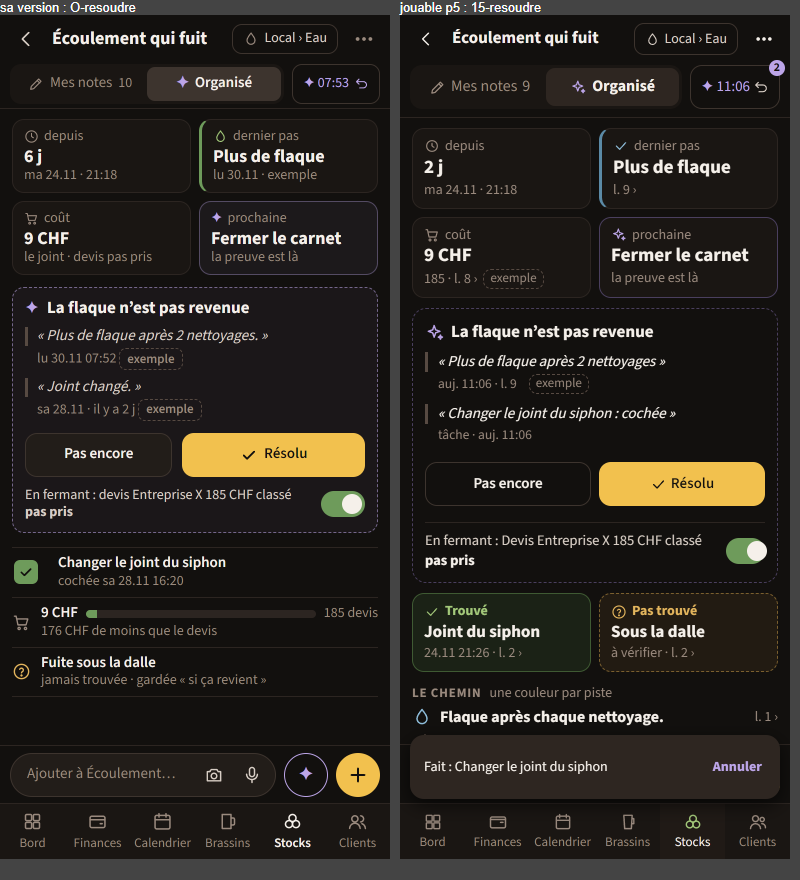 sa version : O-resoudre
Écoulement qui fuit
Local › Eau
Mes notes 10
Organisé
07:53
depuis
6 j
ma 24.11 · 21:18
dernier pas
Plus de flaque
lu 30.11 · exemple
coût
9 CHF
le joint · devis pas pris
prochaine
Fermer le carnet
la preuve est là
La flaque n’est pas revenue
« Plus de flaque après 2 nettoyages. »
lu 30.11 07:52 exemple
« Joint changé. »
sa 28.11 · il y a 2 j exemple
Pas encore
Résolu
En fermant : devis Entreprise X 185 CHF classé
pas pris
Changer le joint du siphon
cochée sa 28.11 16:20
9 CHF
185 devis
176 CHF de moins que le devis
Fuite sous la dalle
jamais trouvée · gardée « si ça revient »
Ajouter à Écoulement…
Bord
Finances
Calendrier
Brassins
Stocks
Clients
jouable p5 : 15-resoudre
Écoulement qui fuit
Local › Eau
Mes notes 9
Organisé
11:06
2
depuis
2 j
ma 24.11 · 21:18
dernier pas
Plus de flaque
l. 9 ›
coût
9 CHF
185 · l. 8 › exemple
prochaine
Fermer le carnet
la preuve est là
La flaque n’est pas revenue
« Plus de flaque après 2 nettoyages »
auj. 11:06 · l. 9 exemple
« Changer le joint du siphon : cochée »
tâche · auj. 11:06
Pas encore
Résolu
En fermant : Devis Entreprise X 185 CHF classé
pas pris
Trouvé
Joint du siphon
24.11 21:26 · l. 2 ›
Pas trouvé
Sous la dalle
à vérifier · l. 2 ›
LE CHEMIN une couleur par piste
Flaque après chaque nettoyage.
l. 1 ›
Fait : Changer le joint du siphon
Annuler
Bord
Finances
Calendrier
Brassins
Stocks
Clients